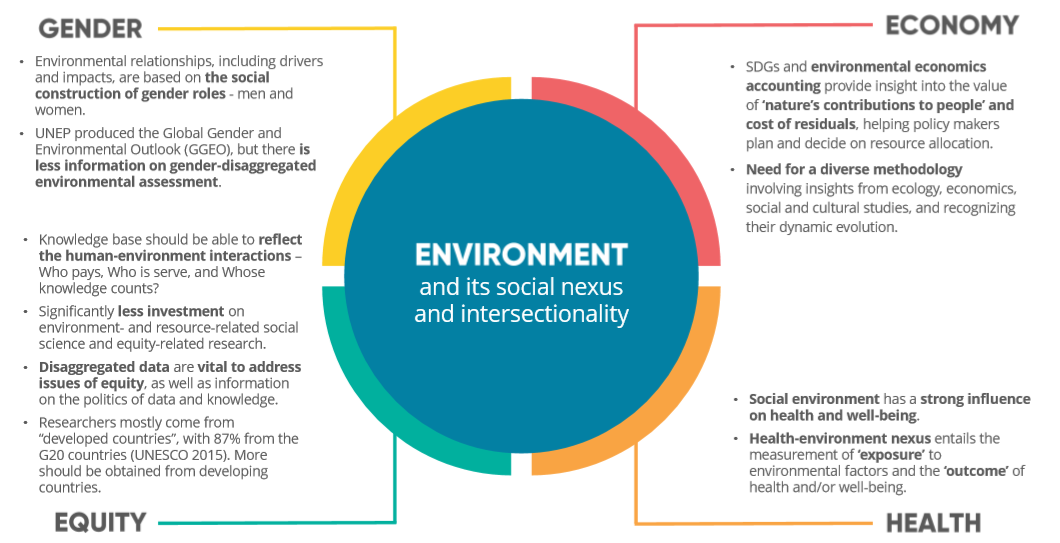 GENDER
• Environmental relationships, including drivers
and impacts, are based on the social
construction of gender roles - men and
women.
• UNEP produced the Global Gender and
Environmental Outlook (GGEO), but there is
less information on gender-disaggregated
environmental assessment.
ECONOMY
• SDGs and environmental economics
accounting provide insight into the value
of ‘nature’s contributions to people’ and
cost of residuals, helping policy makers
plan and decide on resource allocation.
• Need for a diverse methodology
involving insights from ecology, economics,
social and cultural studies, and recognizing
their dynamic evolution.
ENVIRONMENT
and its social nexus
and intersectionality
• Knowledge base should be able to reflect
the human-environment interactions –
Who pays, Who is serve, and Whose
knowledge counts?
• Significantly less investment on
environment- and resource-related social
science and equity-related research.
• Disaggregated data are vital to address
issues of equity, as well as information
on the politics of data and knowledge.
• Researchers mostly come from
“developed countries”, with 87% from the
G20 countries (UNESCO 2015). More
should be obtained from developing
countries.
EQUITY
• Social environment has a strong influence
on health and well-being.
• Health-environment nexus entails the
measurement of ‘exposure’ to
environmental factors and the ‘outcome’ of
health and/or well-being.
HEALTH